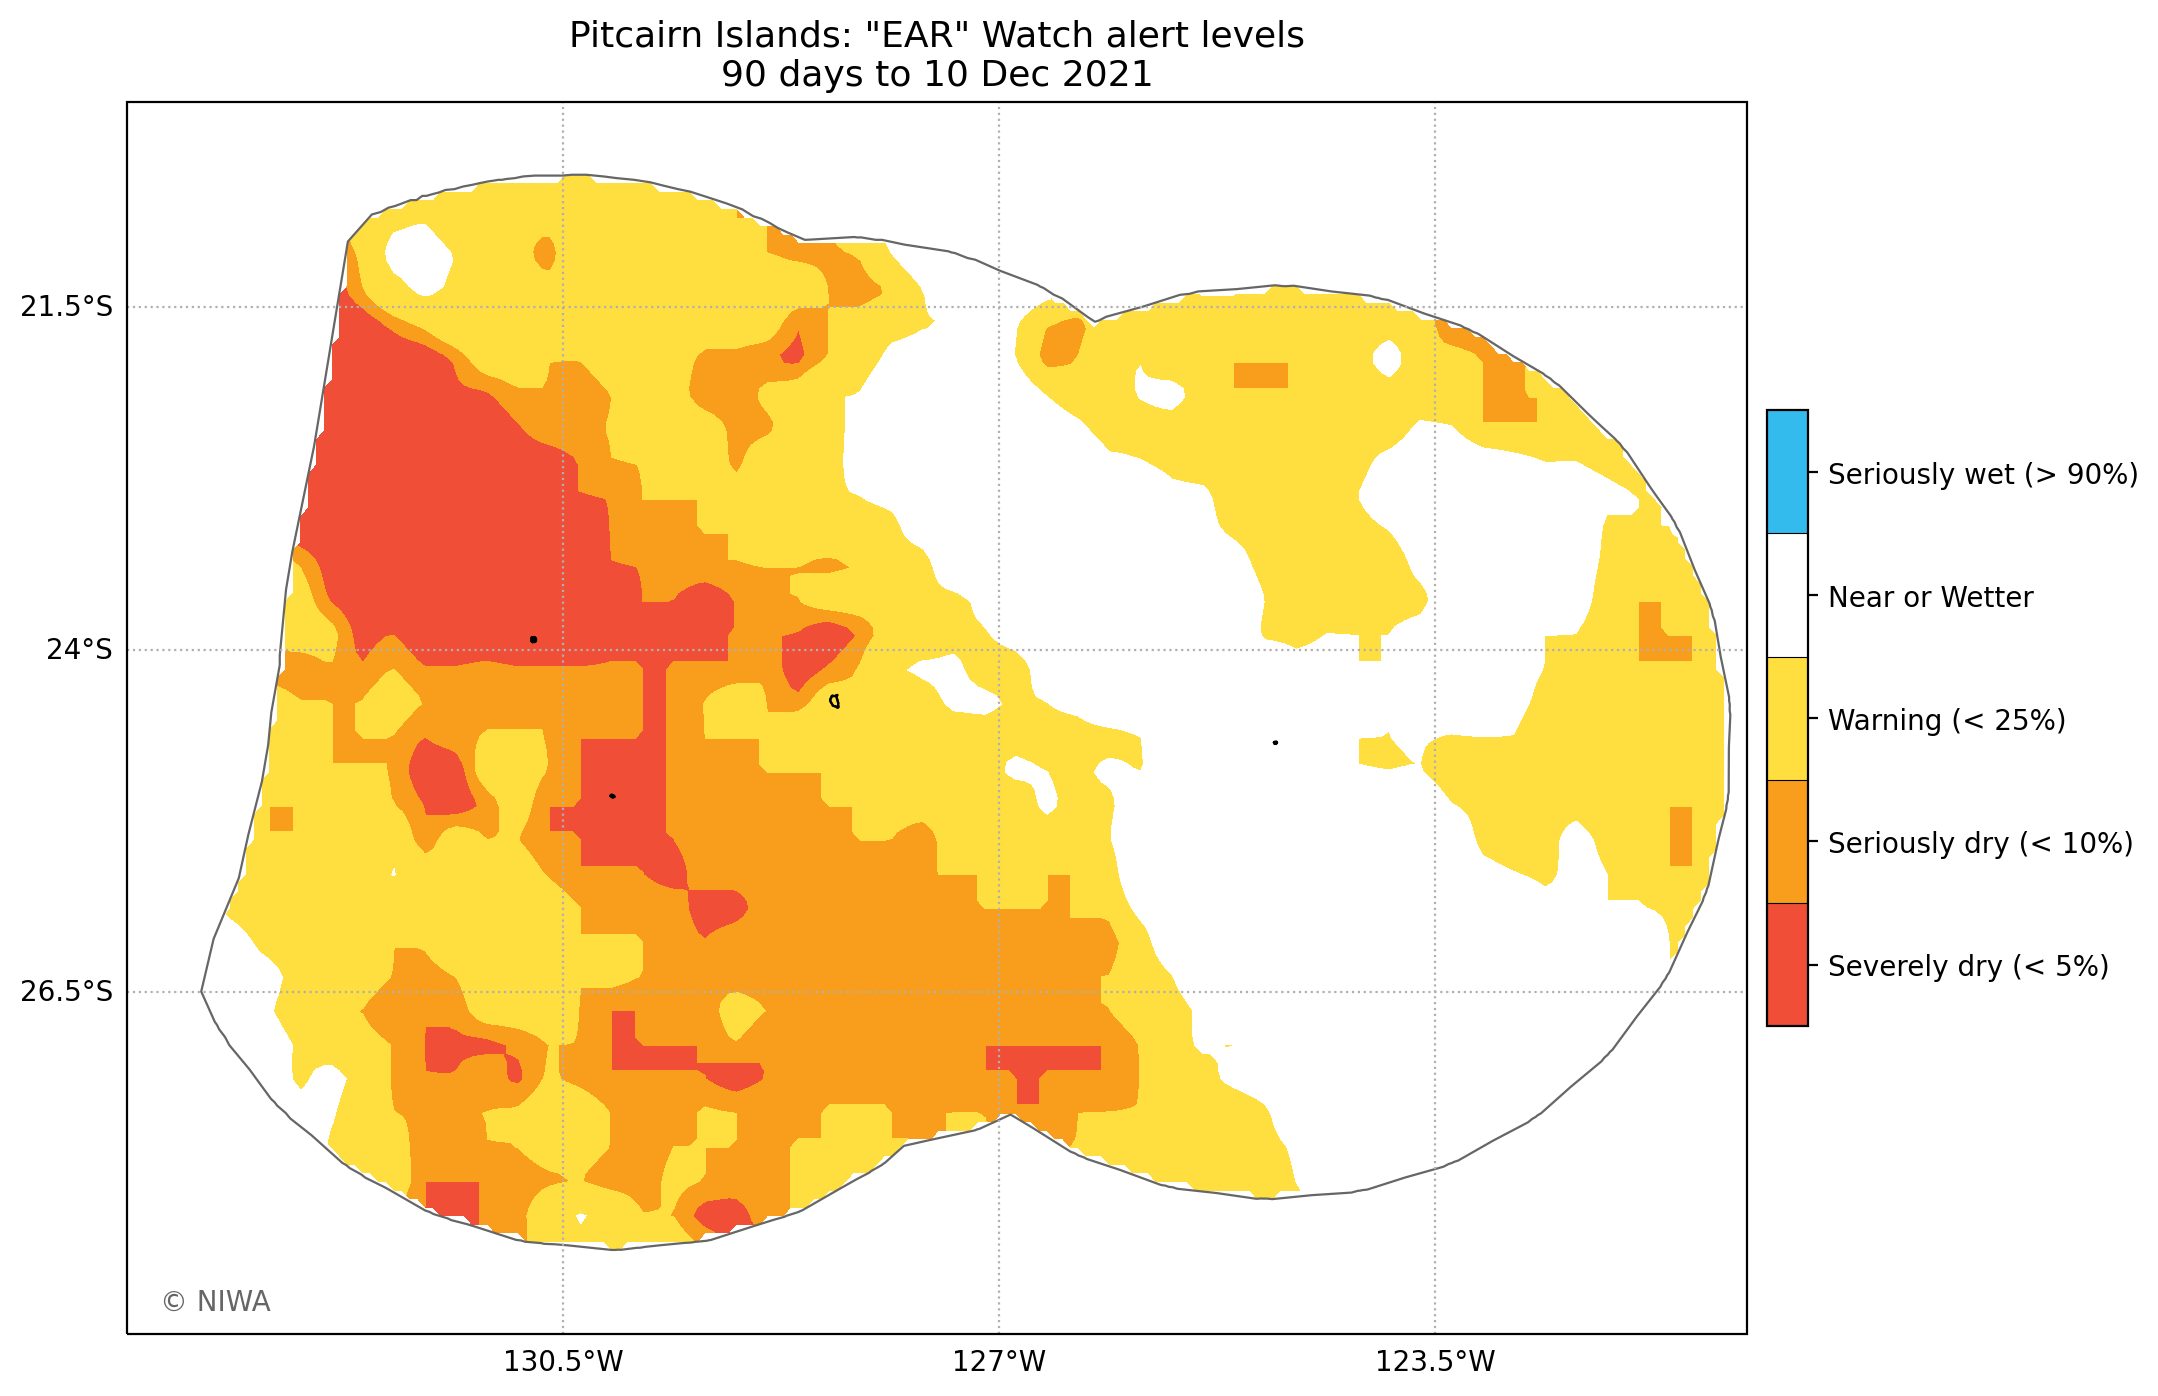 Pitcairn Islands: "EAR" Watch alert levels
90 days to 10 Dec 2021
21.5°S
24°S
26.5°S
130.5°W
127°W
123.5°W
Seriously wet (> 90%)
Near or Wetter
Warning (< 25%)
Seriously dry (< 10%)
Severely dry (< 5%)
© NIWA